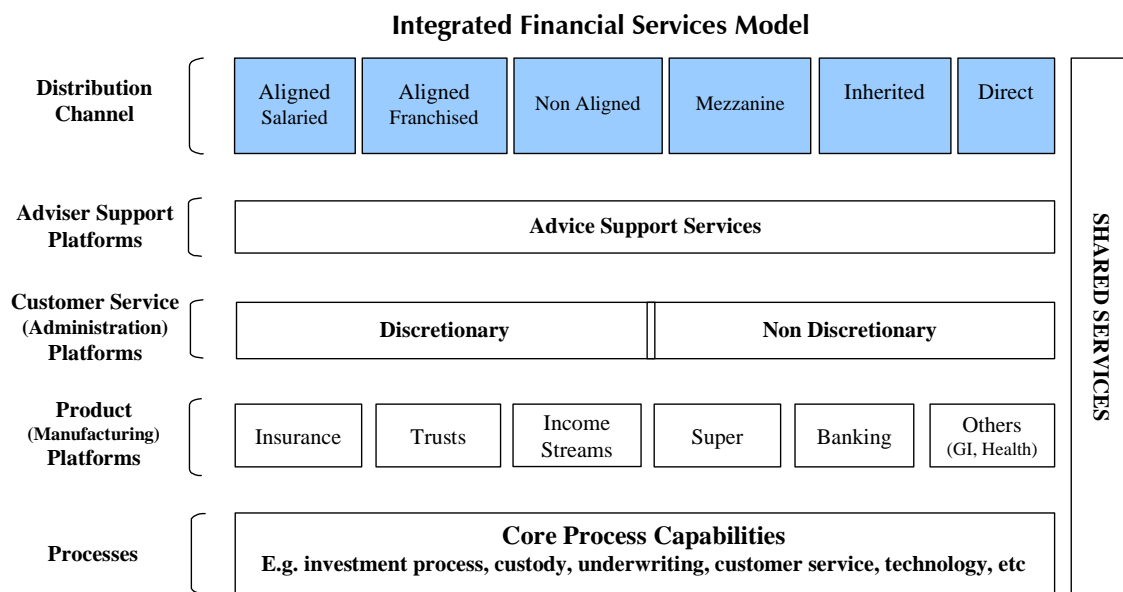 Integrated Financial Services Model
Distribution
Channel
Aligned
Salaried
Aligned
Franchised
Non Aligned
Mezzanine
Inherited
Direct
Adviser Support
Platforms
Advice Support Services
Customer Service
(Administration)
Platforms
Discretionary
Non Discretionary
Product
(Manufacturing)
Platforms
Insurance
Trusts
Income
Streams
Super
Banking
Others
(GI, Health)
Processes
Core Process Capabilities
E.g. investment process, custody, underwriting, customer service, technology, etc
SHARED SERVICES